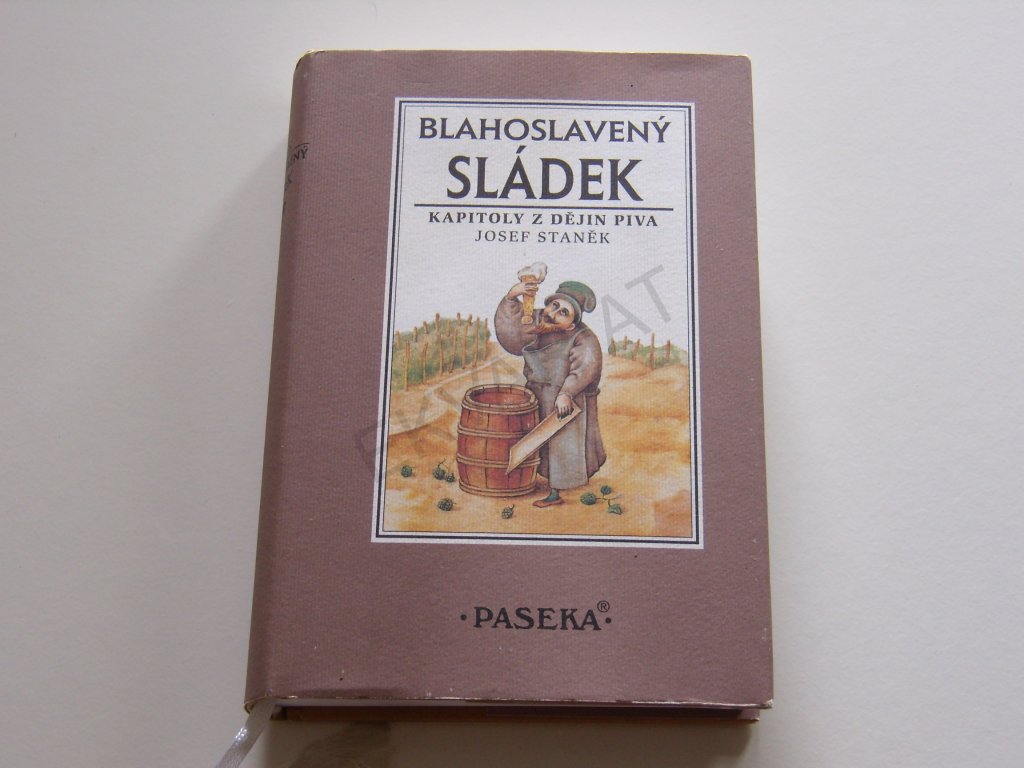 BLAHOSLAVENÝ
SLÁDEK
KAPITOLY Z DĚJIN PIVA
JOSEF STANĚK
·PASEKA®·